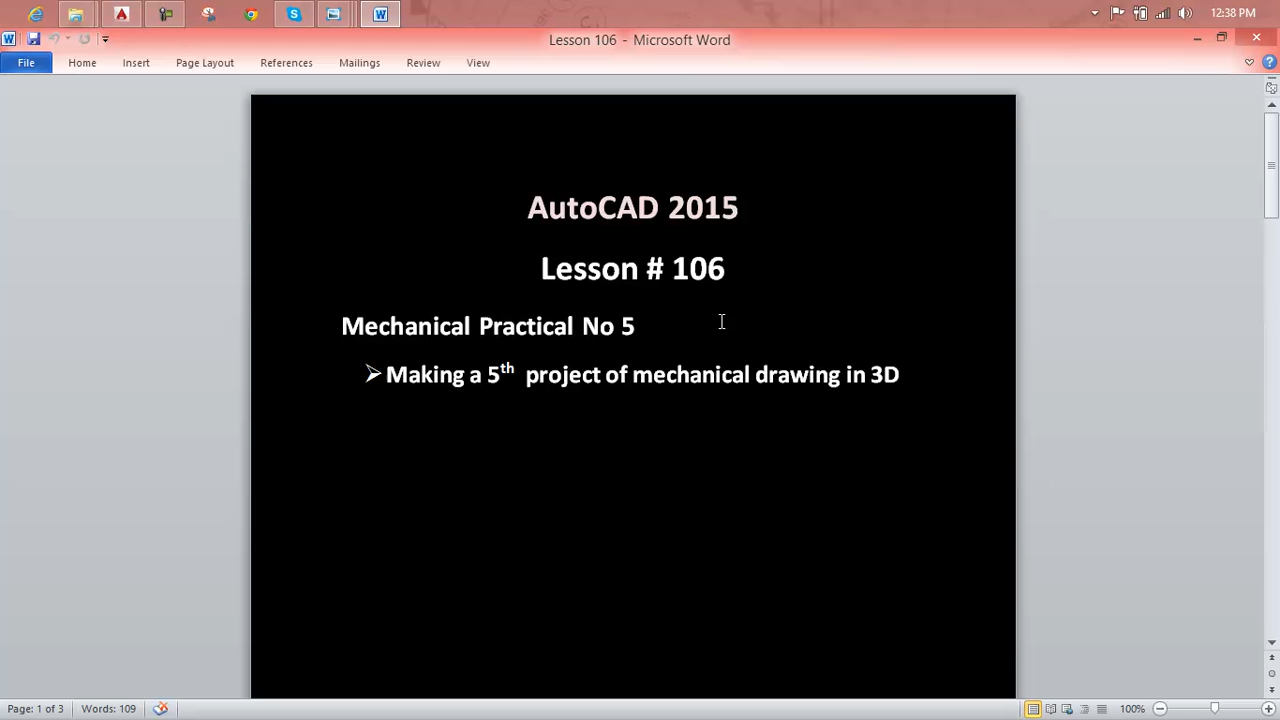 12:38 PM
Lesson 106 - Microsoft Word
File Home Insert Page Layout References Mailings Review View
AutoCAD 2015
Lesson # 106
Mechanical Practical No 5
➢ Making a 5th project of mechanical drawing in 3D
Page: 1 of 3 Words: 109 100%